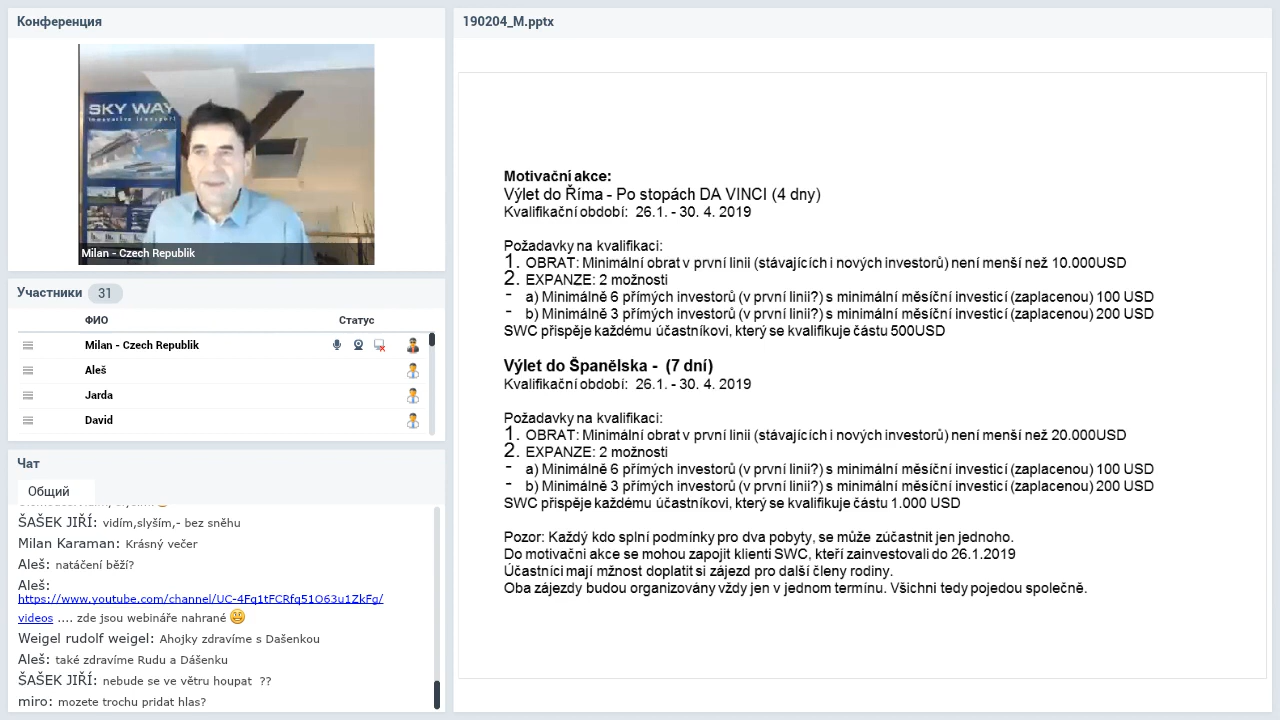 Конференция
SKY WAY
innovative transport
Milan - Czech Republik
Участники 31
ФИО Статус
Milan - Czech Republik
Aleš
Jarda
David
Чат
Общий
ŠAŠEK JIŘÍ: vidím,slyším,- bez sněhu
Milan Karaman: Krásný večer
Aleš: natáčení běží?
Aleš:
https://www.youtube.com/channel/UC-4Fq1tFCRfq51O63u1ZkFg/
videos .... zde jsou webináře nahrané
Weigel rudolf weigel: Ahojky zdravíme s Dašenkou
Aleš: také zdravíme Rudu a Dášenku
ŠAŠEK JIŘÍ: nebude se ve větru houpat ??
miro: mozete trochu pridat hlas?
190204_M.pptx
Motivační akce:
Výlet do Říma - Po stopách DA VINCI (4 dny)
Kvalifikační období: 26.1. - 30. 4. 2019
Požadavky na kvalifikaci:
1. OBRAT: Minimální obrat v první linii (stávajících i nových investorů) není menší než 10.000USD
2. EXPANZE: 2 možnosti
- a) Minimálně 6 přímých investorů (v první linii?) s minimální měsíční investicí (zaplacenou) 100 USD
- b) Minimálně 3 přímých investorů (v první linii?) s minimální měsíční investicí (zaplacenou) 200 USD
SWC přispěje každému účastníkovi, který se kvalifikuje částu 500USD
Výlet do Španělska - (7 dní)
Kvalifikační období: 26.1. - 30. 4. 2019
Požadavky na kvalifikaci:
1. OBRAT: Minimální obrat v první linii (stávajících i nových investorů) není menší než 20.000USD
2. EXPANZE: 2 možnosti
- a) Minimálně 6 přímých investorů (v první linii?) s minimální měsíční investicí (zaplacenou) 100 USD
- b) Minimálně 3 přímých investorů (v první linii?) s minimální měsíční investicí (zaplacenou) 200 USD
SWC přispěje každému účastníkovi, který se kvalifikuje částu 1.000 USD
Pozor: Každý kdo splní podmínky pro dva pobyty, se může zúčastnit jen jednoho.
Do motivačni akce se mohou zapojit klienti SWC, kteří zainvestovali do 26.1.2019
Účastníci mají mžnost doplatit si zájezd pro další členy rodiny.
Oba zájezdy budou organizovány vždy jen v jednom termínu. Všichni tedy pojedou společně.